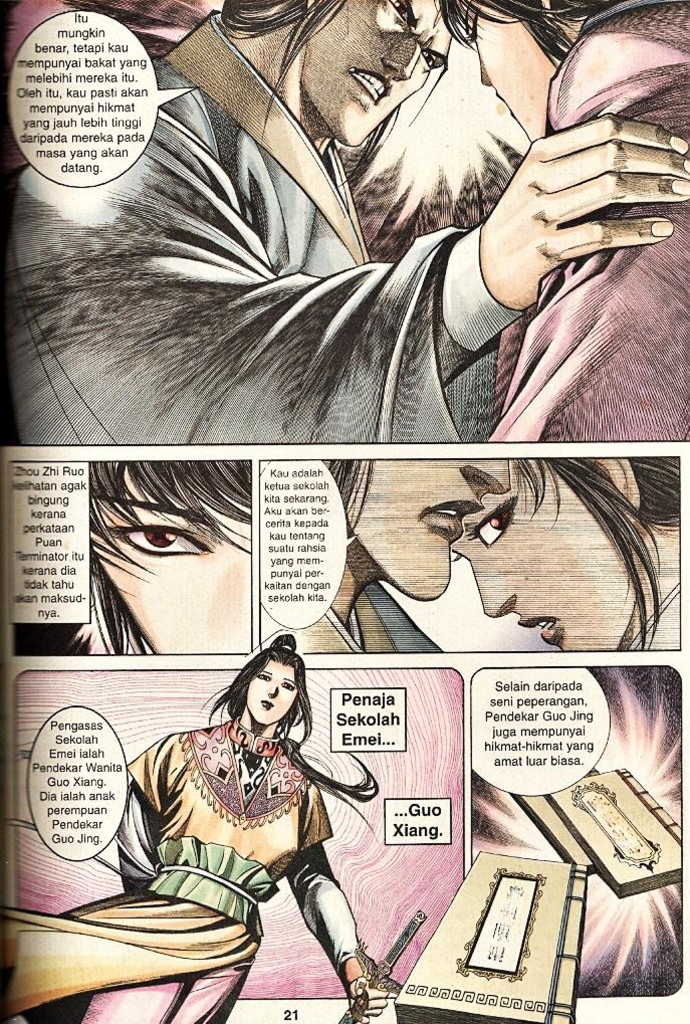 Itu
mungkin
benar, tetapi kau
mempunyai bakat yang
melebihi mereka itu.
Oleh itu, kau pasti akan
mempunyai hikmat
yang jauh lebih tinggi
daripada mereka pada
masa yang akan
datang.
Zhou Zhi Ruo
kelihatan agak
bingung
kerana
perkataan
Puan
Terminator itu
kerana dia
tidak tahu
akan maksud-
nya.
Kau adalah
ketua sekolah
kita sekarang.
Aku akan ber-
cerita kepada
kau tentang
suatu rahsia
yang mem-
punyai per-
kaitan dengan
sekolah kita.
Pengasas
Sekolah
Emei ialah
Pendekar Wanita
Guo Xiang.
Dia ialah anak
perempuan
Pendekar
Guo Jing.
Penaja
Sekolah
Emei...
...Guo
Xiang.
Selain daripada
seni peperangan,
Pendekar Guo Jing
juga mempunyai
hikmat-hikmat yang
amat luar biasa.
21